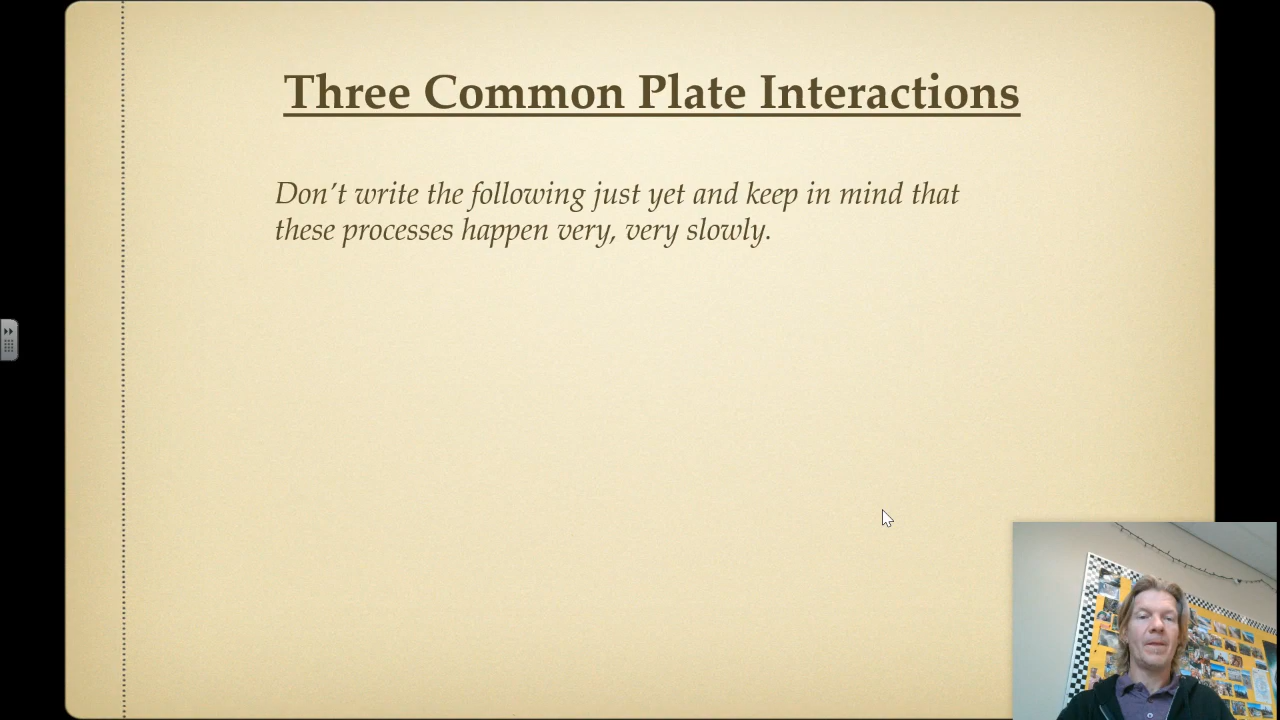 Three Common Plate Interactions
Don’t write the following just yet and keep in mind that
these processes happen very, very slowly.